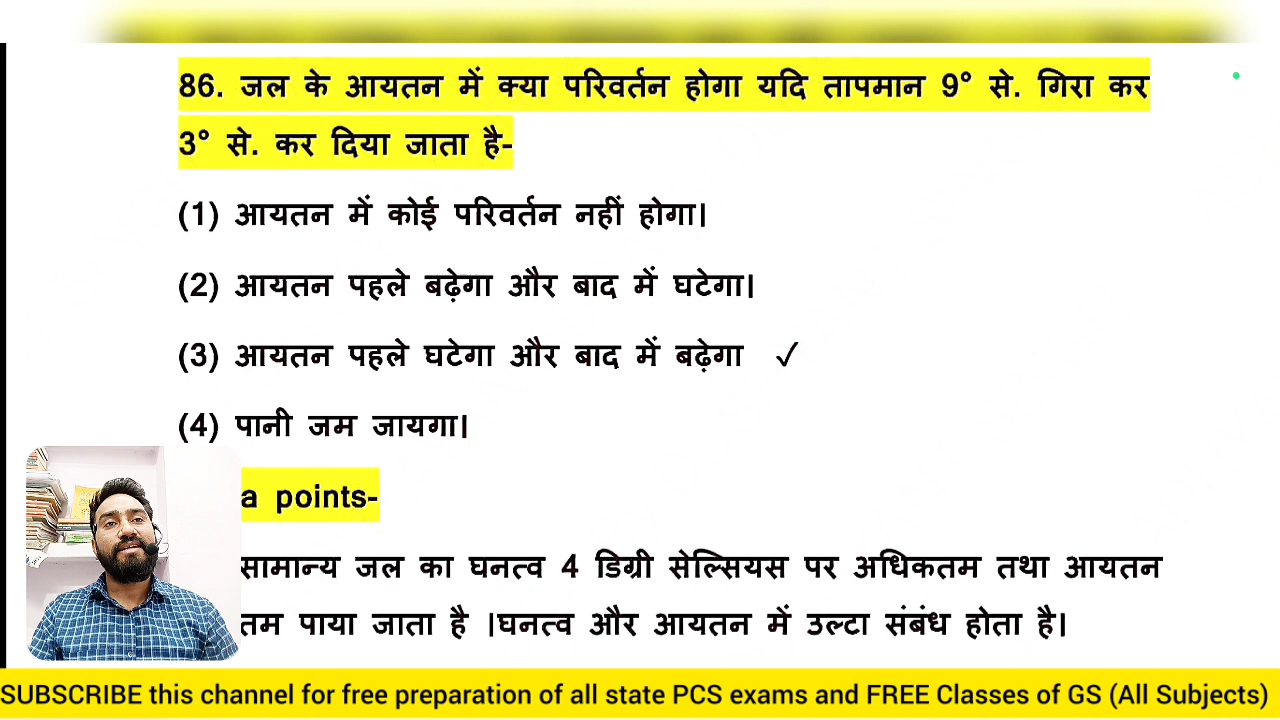 86. जल के आयतन में क्या परिवर्तन होगा यदि तापमान 9° से. गिरा कर
3° से. कर दिया जाता है-
(1) आयतन में कोई परिवर्तन नहीं होगा।
(2) आयतन पहले बढ़ेगा और बाद में घटेगा।
(3) आयतन पहले घटेगा और बाद में बढ़ेगा ✓
(4) पानी जम जायगा।
a points-
सामान्य जल का घनत्व 4 डिग्री सेल्सियस पर अधिकतम तथा आयतन
तम पाया जाता है ।घनत्व और आयतन में उल्टा संबंध होता है।
SUBSCRIBE this channel for free preparation of all state PCS exams and FREE Classes of GS (All Subjects)